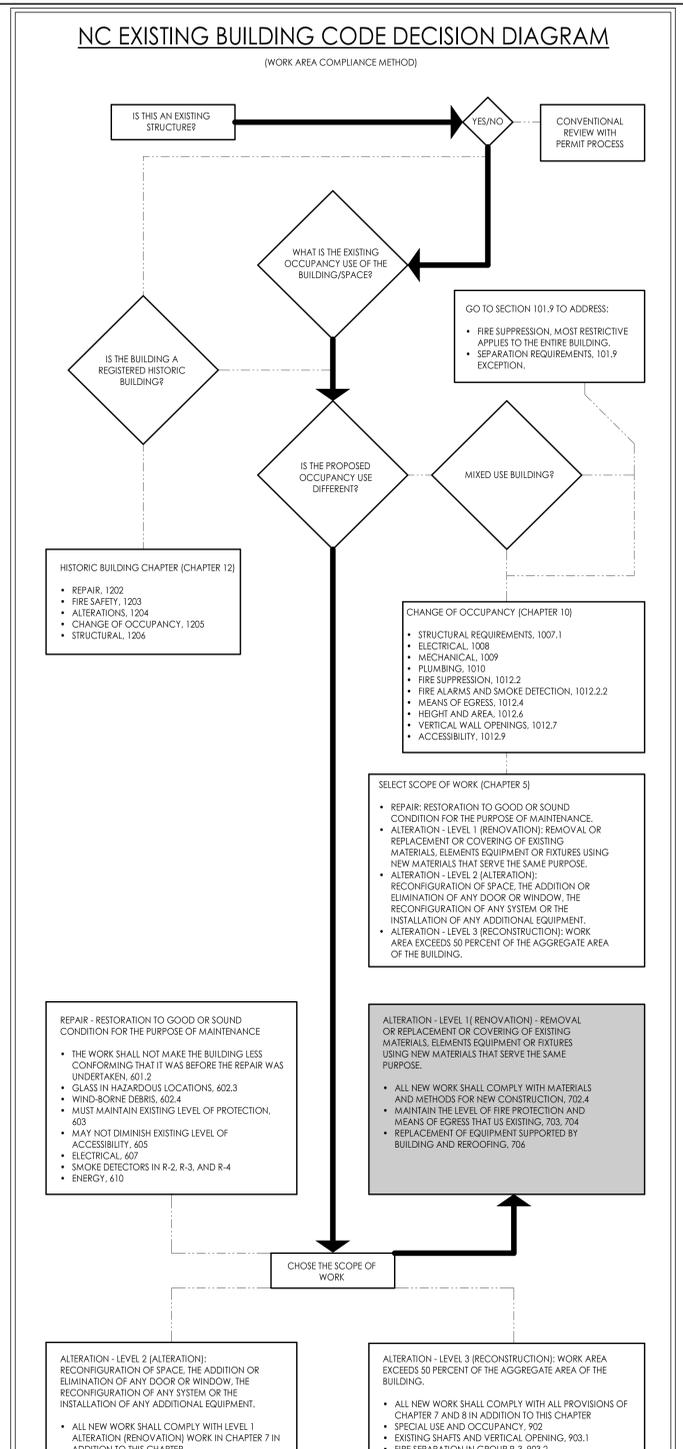 NC EXISTING BUILDING CODE DECISION DIAGRAM
(WORK AREA COMPLIANCE METHOD)
IS THIS AN EXISTING
STRUCTURE?
YES/NO
CONVENTIONAL
REVIEW WITH
PERMIT PROCESS
WHAT IS THE EXISTING
OCCUPANCY USE OF THE
BUILDING/SPACE?
GO TO SECTION 101.9 TO ADDRESS:
• FIRE SUPPRESSION, MOST RESTRICTIVE
APPLIES TO THE ENTIRE BUILDING.
• SEPARATION REQUIREMENTS, 101.9
EXCEPTION.
IS THE BUILDING A
REGISTERED HISTORIC
BUILDING?
IS THE PROPOSED
OCCUPANCY USE
DIFFERENT?
MIXED USE BUILDING?
HISTORIC BUILDING CHAPTER (CHAPTER 12)
• REPAIR, 1202
• FIRE SAFETY, 1203
• ALTERATIONS, 1204
• CHANGE OF OCCUPANCY, 1205
• STRUCTURAL, 1206
CHANGE OF OCCUPANCY (CHAPTER 10)
• STRUCTURAL REQUIREMENTS, 1007.1
• ELECTRICAL, 1008
• MECHANICAL, 1009
• PLUMBING, 1010
• FIRE SUPPRESSION, 1012.2
• FIRE ALARMS AND SMOKE DETECTION, 1012.2.2
• MEANS OF EGRESS, 1012.4
• HEIGHT AND AREA, 1012.6
• VERTICAL WALL OPENINGS, 1012.7
• ACCESSIBILITY, 1012.9
SELECT SCOPE OF WORK (CHAPTER 5)
• REPAIR: RESTORATION TO GOOD OR SOUND
CONDITION FOR THE PURPOSE OF MAINTENANCE.
• ALTERATION - LEVEL 1 (RENOVATION): REMOVAL OR
REPLACEMENT OR COVERING OF EXISTING
MATERIALS, ELEMENTS EQUIPMENT OR FIXTURES USING
NEW MATERIALS THAT SERVE THE SAME PURPOSE.
• ALTERATION - LEVEL 2 (ALTERATION):
RECONFIGURATION OF SPACE, THE ADDITION OR
ELIMINATION OF ANY DOOR OR WINDOW, THE
RECONFIGURATION OF ANY SYSTEM OR THE
INSTALLATION OF ANY ADDITIONAL EQUIPMENT.
• ALTERATION - LEVEL 3 (RECONSTRUCTION): WORK
AREA EXCEEDS 50 PERCENT OF THE AGGREGATE AREA
OF THE BUILDING.
REPAIR - RESTORATION TO GOOD OR SOUND
CONDITION FOR THE PURPOSE OF MAINTENANCE
• THE WORK SHALL NOT MAKE THE BUILDING LESS
CONFORMING THAT IT WAS BEFORE THE REPAIR WAS
UNDERTAKEN, 601.2
• GLASS IN HAZARDOUS LOCATIONS, 602.3
• WIND-BORNE DEBRIS, 602.4
• MUST MAINTAIN EXISTING LEVEL OF PROTECTION,
603
• MAY NOT DIMINISH EXISTING LEVEL OF
ACCESSIBILITY, 605
• ELECTRICAL, 607
• SMOKE DETECTORS IN R-2, R-3, AND R-4
• ENERGY, 610
ALTERATION - LEVEL 1( RENOVATION) - REMOVAL
OR REPLACEMENT OR COVERING OF EXISTING
MATERIALS, ELEMENTS EQUIPMENT OR FIXTURES
USING NEW MATERIALS THAT SERVE THE SAME
PURPOSE.
• ALL NEW WORK SHALL COMPLY WITH MATERIALS
AND METHODS FOR NEW CONSTRUCTION, 702.4
• MAINTAIN THE LEVEL OF FIRE PROTECTION AND
MEANS OF EGRESS THAT US EXISTING, 703, 704
• REPLACEMENT OF EQUIPMENT SUPPORTED BY
BUILDING AND REROOFING, 706
CHOSE THE SCOPE OF
WORK
ALTERATION - LEVEL 2 (ALTERATION):
RECONFIGURATION OF SPACE, THE ADDITION OR
ELIMINATION OF ANY DOOR OR WINDOW, THE
RECONFIGURATION OF ANY SYSTEM OR THE
INSTALLATION OF ANY ADDITIONAL EQUIPMENT.
• ALL NEW WORK SHALL COMPLY WITH LEVEL 1
ALTERATION (RENOVATION) WORK IN CHAPTER 7 IN
ADDITION TO THIS CHAPTER
ALTERATION - LEVEL 3 (RECONSTRUCTION): WORK AREA
EXCEEDS 50 PERCENT OF THE AGGREGATE AREA OF THE
BUILDING.
• ALL NEW WORK SHALL COMPLY WITH ALL PROVISIONS OF
CHAPTER 7 AND 8 IN ADDITION TO THIS CHAPTER
• SPECIAL USE AND OCCUPANCY, 902
• EXISTING SHAFTS AND VERTICAL OPENING, 903.1
• FIRE SEPARATION IN GROUP R-3, 903.2